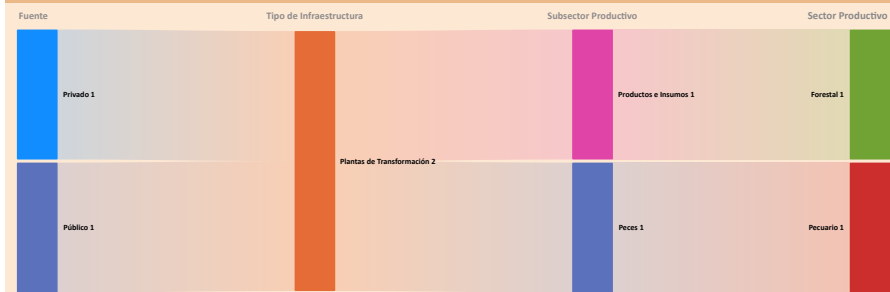 Fuente
Tipo de Infraestructura
Subsector Productivo
Sector Productivo
Privado 1
Productos e Insumos 1
Forestal 1
Plantas de Transformación 2
Público 1
Peces 1
Pecuario 1